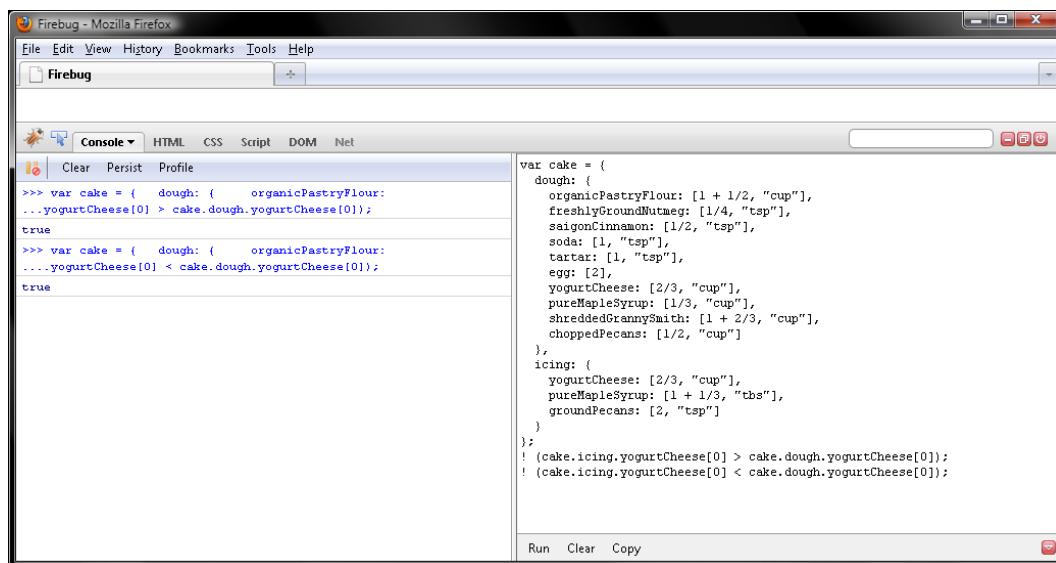 Firebug - Mozilla Firefox
File Edit View History Bookmarks Tools Help
Firebug
Console HTML CSS Script DOM Net
Clear Persist Profile
>>> var cake = {   dough: {     organicPastryFlour:
...yogurtCheese[0] > cake.dough.yogurtCheese[0]);
true
>>> var cake = {   dough: {     organicPastryFlour:
....yogurtCheese[0] < cake.dough.yogurtCheese[0]);
true
var cake = {
  dough: {
    organicPastryFlour: [1 + 1/2, "cup"],
    freshlyGroundNutmeg: [1/4, "tsp"],
    saigonCinnamon: [1/2, "tsp"],
    soda: [1, "tsp"],
    tartar: [1, "tsp"],
    egg: [2],
    yogurtCheese: [2/3, "cup"],
    pureMapleSyrup: [1/3, "cup"],
    shreddedGrannySmith: [1 + 2/3, "cup"],
    choppedPecans: [1/2, "cup"]
  },
  icing: {
    yogurtCheese: [2/3, "cup"],
    pureMapleSyrup: [1 + 1/3, "tbs"],
    groundPecans: [2, "tsp"]
  }
};
! (cake.icing.yogurtCheese[0] > cake.dough.yogurtCheese[0]);
! (cake.icing.yogurtCheese[0] < cake.dough.yogurtCheese[0]);
Run Clear Copy